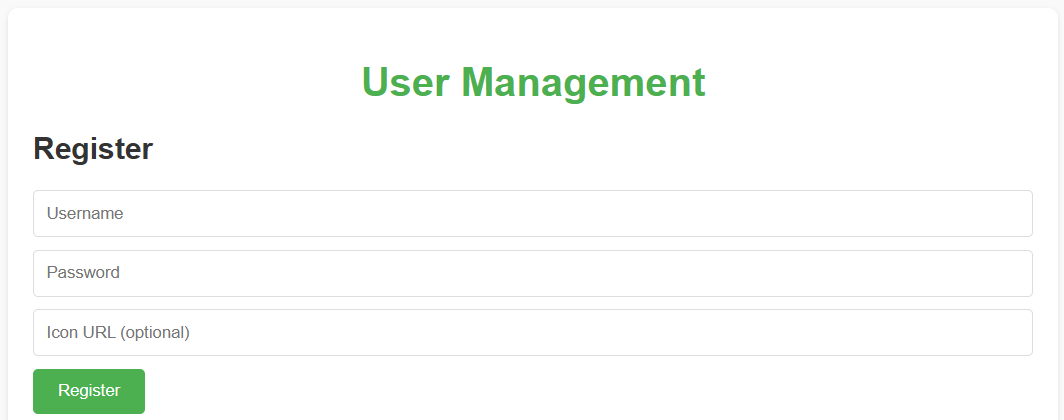 User Management
Register
Username
Password
Icon URL (optional)
Register